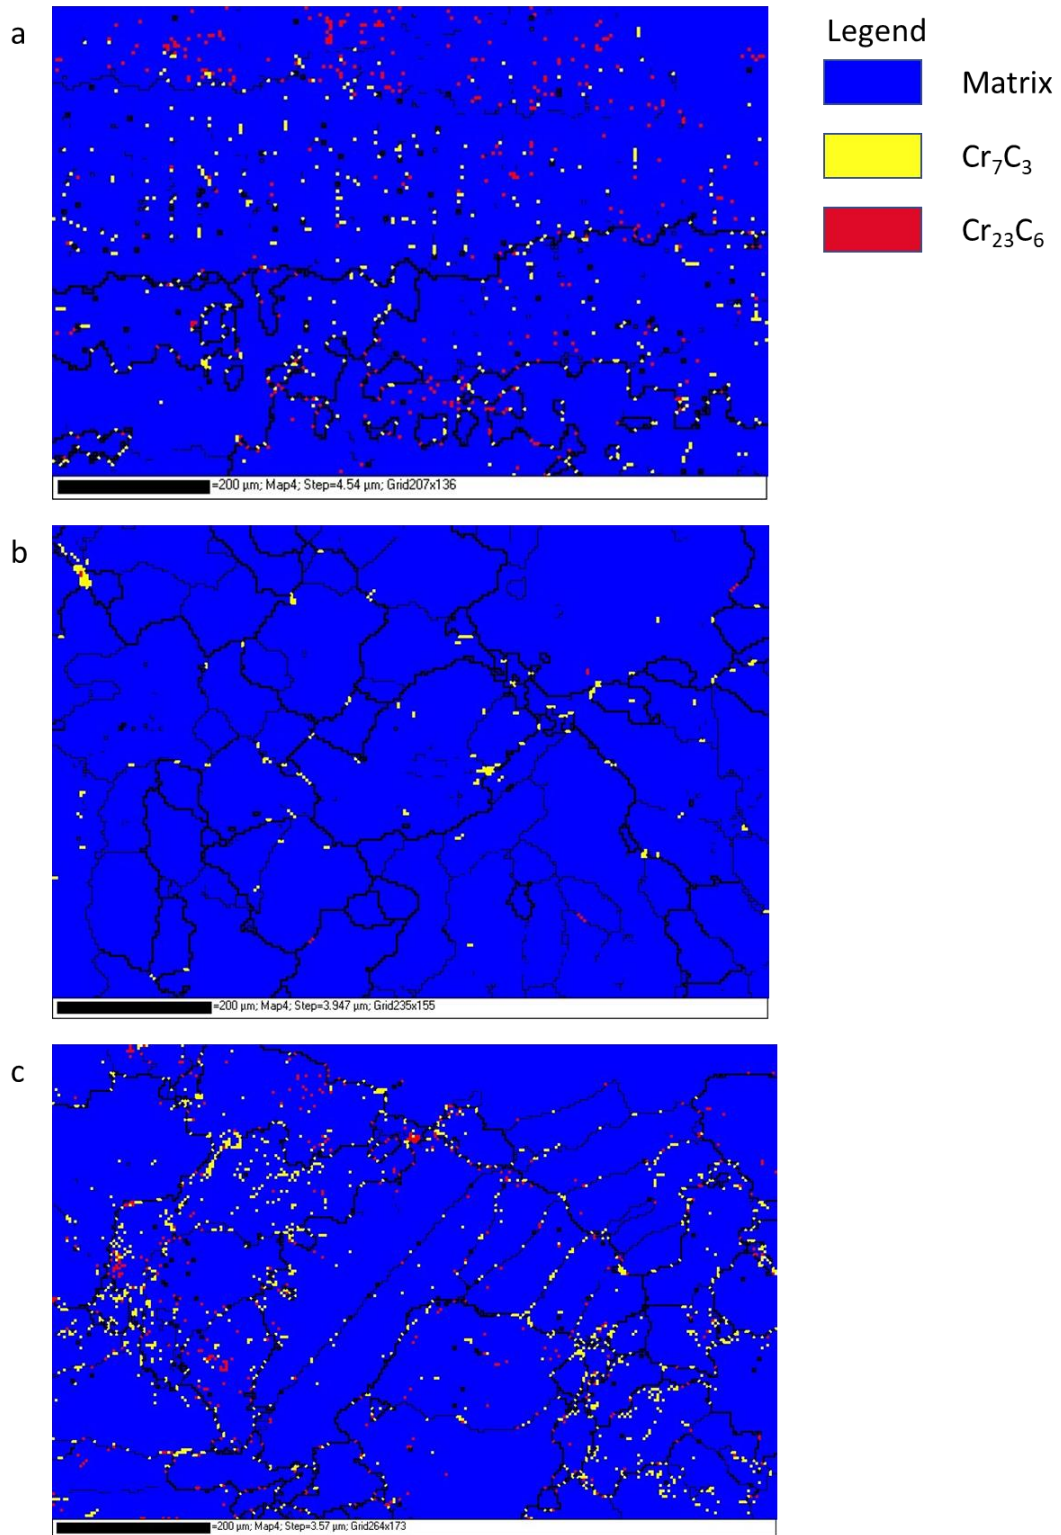 a
Legend
Matrix
Cr₇C₃
Cr₂₃C₆
=200 µm; Map4; Step=4.54 µm; Grid207x136
b
=200 µm; Map4; Step=3.947 µm; Grid235x155
c
=200 µm; Map4; Step=3.57 µm; Grid264x173